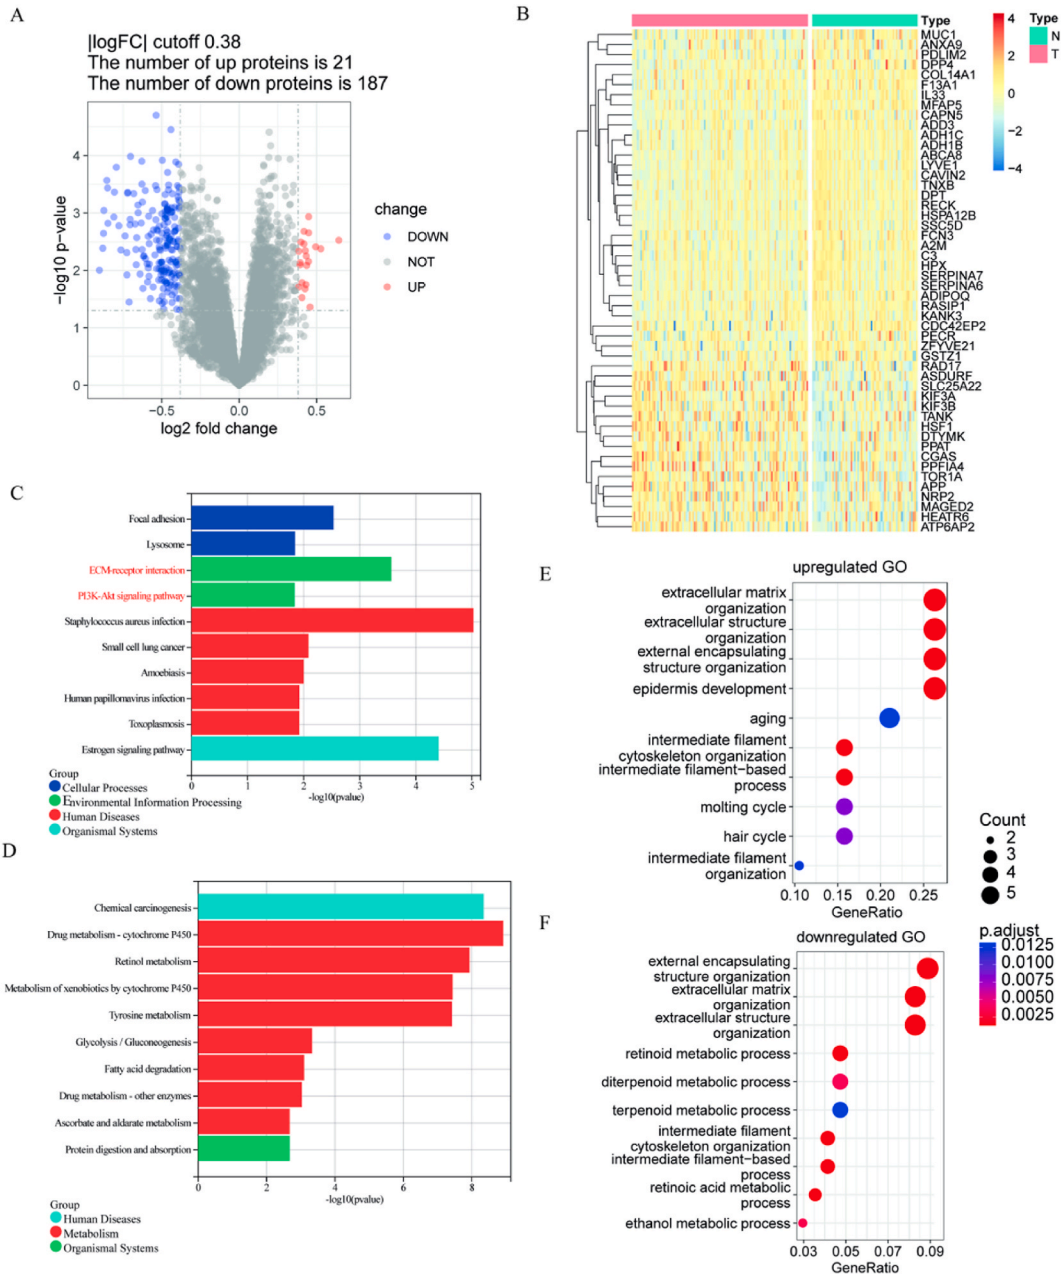 A
|logFC| cutoff 0.38
The number of up proteins is 21
The number of down proteins is 187
−log10 p−value
4
3
2
1
0
−0.5
0.0
0.5
log2 fold change
change
DOWN
NOT
UP
B
Type
MUC1
ANXA9
PDLIM2
DPP4
COL14A1
F13A1
IL33
MFAP5
CAPN5
ADD3
ADH1C
ADH1B
ABCA8
LYVE1
CAVIN2
TNXB
DPT
RECK
HSPA12B
SSC5D
FCN3
A2M
C3
HPX
SERPINA7
SERPINA6
ADIPOQ
RASIP1
KANK3
CDC42EP2
PECR
ZFYVE21
GSTZ1
RAD17
ASDURF
SLC25A22
KIF3A
KIF3B
TANK
HSF1
DTYMK
PPAT
CGAS
PPFIA4
TOR1A
APP
NRP2
MAGED2
HEATR6
ATP6AP2
4
2
0
−2
−4
Type
N
T
C
Focal adhesion
Lysosome
ECM-receptor interaction
PI3K-Akt signaling pathway
Staphylococcus aureus infection
Small cell lung cancer
Amoebiasis
Human papillomavirus infection
Toxoplasmosis
Estrogen signaling pathway
0
1
2
3
4
5
-log10(pvalue)
Group
Cellular Processes
Environmental Information Processing
Human Diseases
Organismal Systems
D
Chemical carcinogenesis
Drug metabolism - cytochrome P450
Retinol metabolism
Metabolism of xenobiotics by cytochrome P450
Tyrosine metabolism
Glycolysis / Gluconeogenesis
Fatty acid degradation
Drug metabolism - other enzymes
Ascorbate and aldarate metabolism
Protein digestion and absorption
0
2
4
6
8
-log10(pvalue)
Group
Human Diseases
Metabolism
Organismal Systems
E
upregulated GO
extracellular matrix
organization
extracellular structure
organization
external encapsulating
structure organization
epidermis development
aging
intermediate filament
cytoskeleton organization
intermediate filament−based
process
molting cycle
hair cycle
intermediate filament
organization
0.10
0.15
0.20
0.25
GeneRatio
Count
2
3
4
5
p.adjust
0.0125
0.0100
0.0075
0.0050
0.0025
F
downregulated GO
external encapsulating
structure organization
extracellular matrix
organization
extracellular structure
organization
retinoid metabolic process
diterpenoid metabolic process
terpenoid metabolic process
intermediate filament
cytoskeleton organization
intermediate filament−based
process
retinoic acid metabolic
process
ethanol metabolic process
0.03
0.05
0.07
0.09
GeneRatio